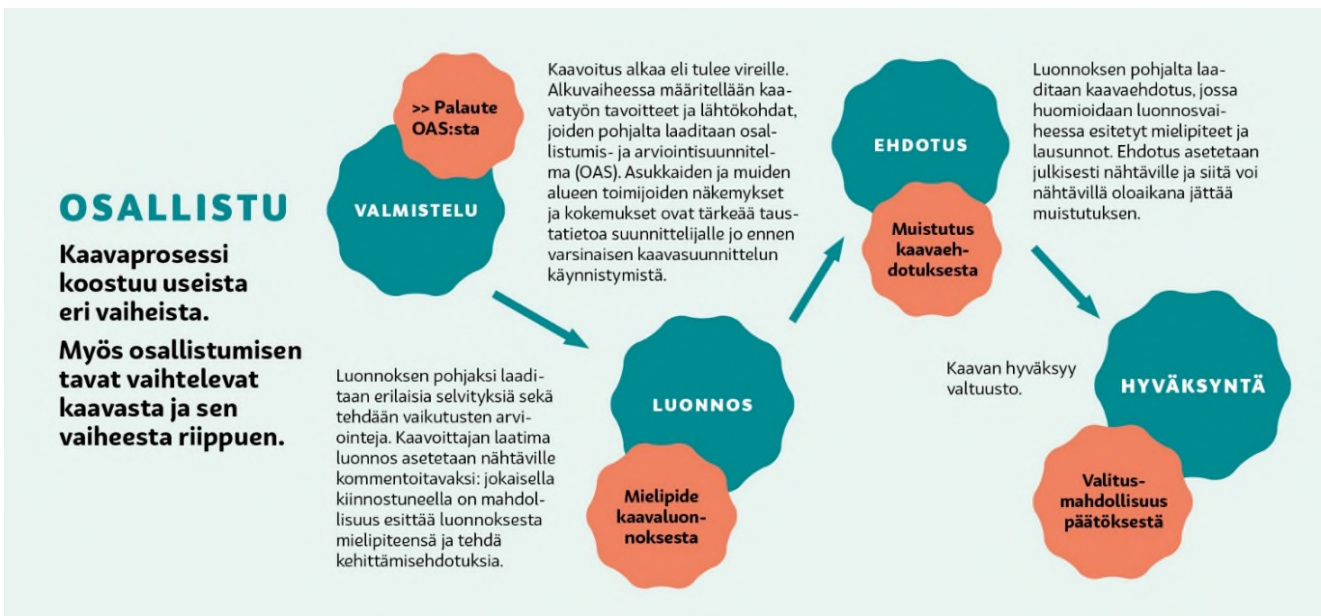 OSALLISTU
Kaavaprosessi
koostuu useista
eri vaiheista.
Myös osallistumisen
tavat vaihtelevat
kaavasta ja sen
vaiheesta riippuen.
>> Palaute
OAS:sta
VALMISTELU
Kaavoitus alkaa eli tulee vireille.
Alkuvaiheessa määritellään kaa-
vatyön tavoitteet ja lähtökohdat,
joiden pohjalta laaditaan osal-
listumis- ja arviointisuunnitel-
ma (OAS). Asukkaiden ja muiden
alueen toimijoiden näkemykset
ja kokemukset ovat tärkeää taus-
tatietoa suunnittelijalle jo ennen
varsinaisen kaavasuunnittelun
käynnistymistä.
Luonnoksen pohjaksi laadi-
taan erilaisia selvityksiä sekä
tehdään vaikutusten arvi-
ointeja. Kaavoittajan laatima
luonnos asetetaan nähtäville
kommentoitavaksi: jokaisella
kiinnostuneella on mahdol-
lisuus esittää luonnoksesta
mielipiteensä ja tehdä
kehittämisehdotuksia.
LUONNOS
Mielipide
kaavaluon-
noksesta
EHDOTUS
Muistutus
kaavaeh-
dotuksesta
Luonnoksen pohjalta laa-
ditaan kaavaehdotus, jossa
huomioidaan luonnosvai-
heessa esitetyt mielipiteet ja
lausunnot. Ehdotus asetetaan
julkisesti nähtäville ja siitä voi
nähtävillä oloaikana jättää
muistutuksen.
Kaavan hyväksyy
valtuusto.
HYVÄKSYNTÄ
Valitus-
mahdollisuus
päätöksestä